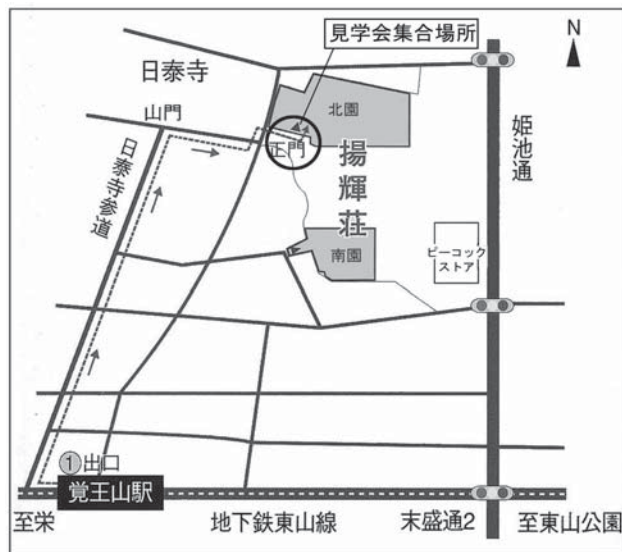 見学会集合場所
N
日泰寺
北園
山門
正門
姫池通
揚輝荘
日泰寺参道
ピーコック
ストア
南園
①出口
覚王山駅
至栄
地下鉄東山線
末盛通2
至東山公園